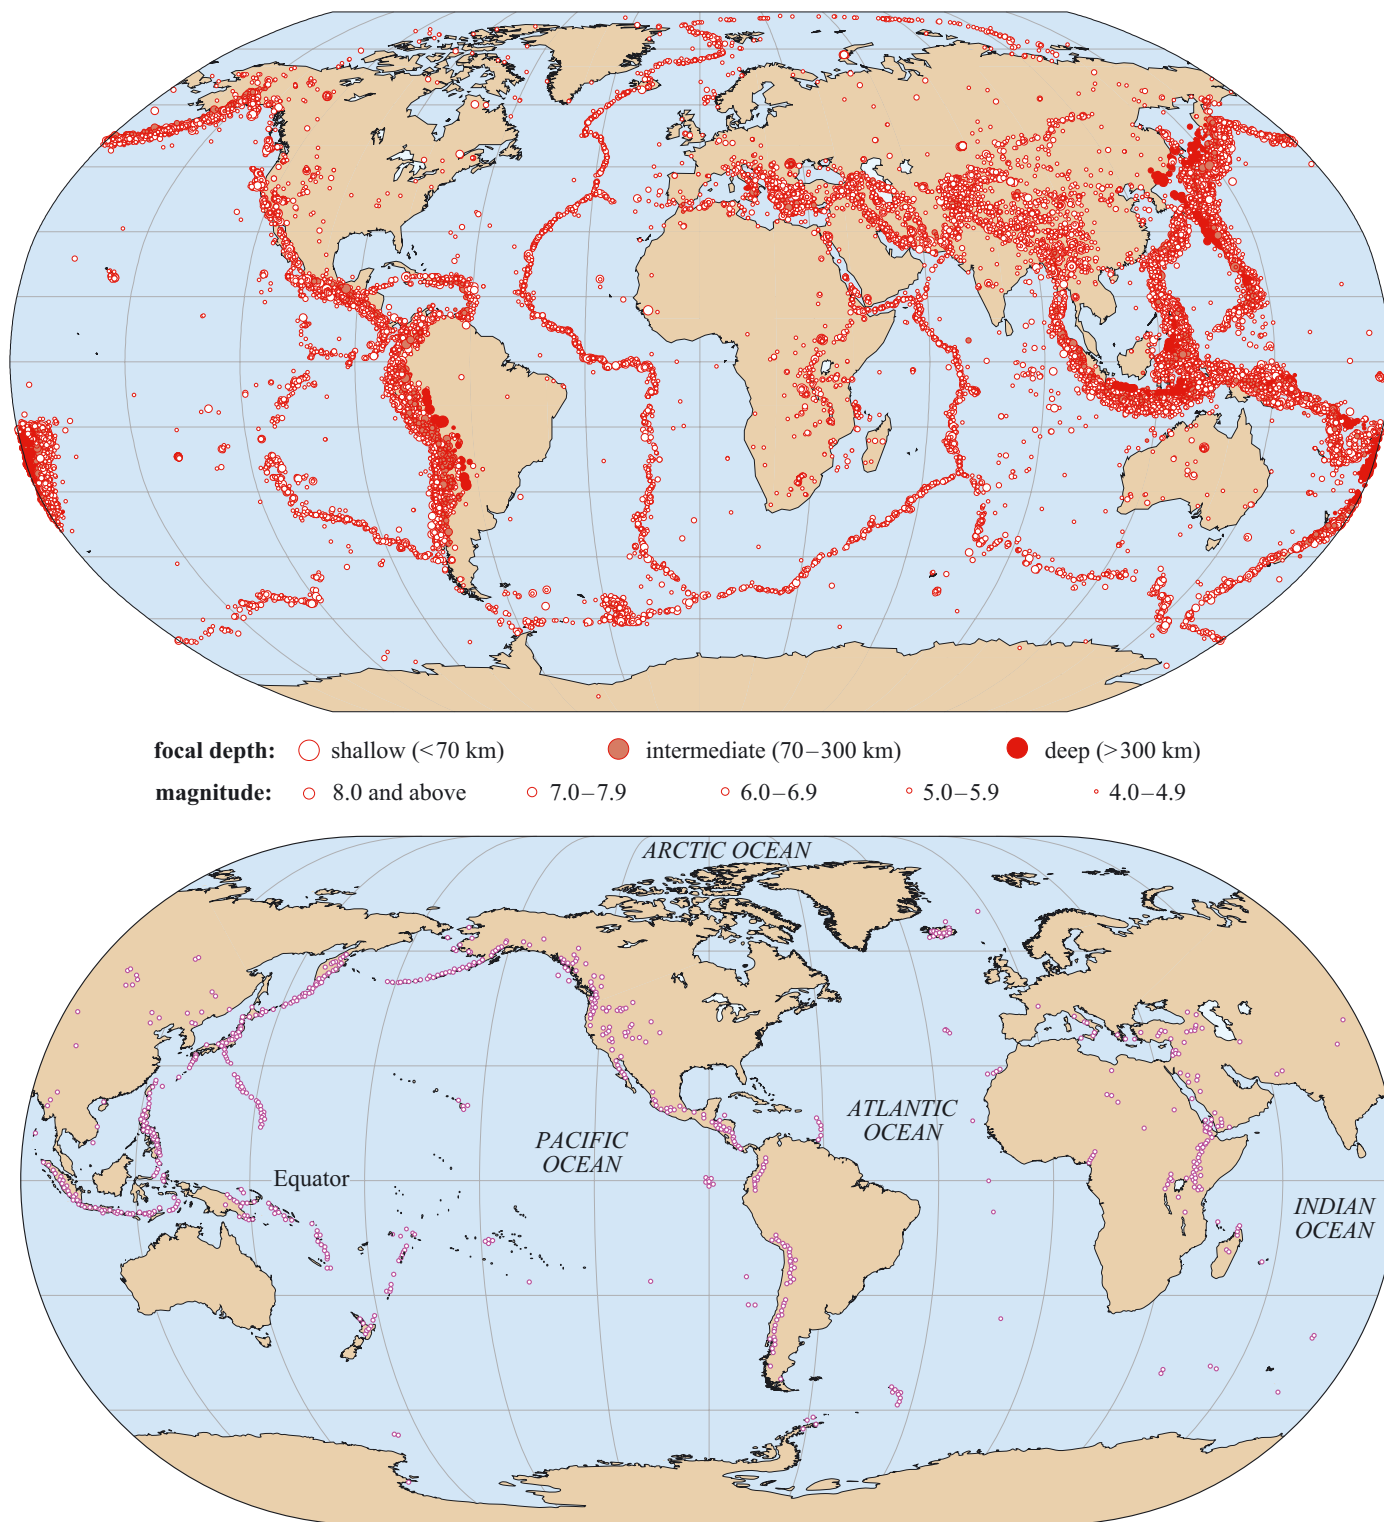 focal depth: shallow (<70 km) intermediate (70–300 km) deep (>300 km)
magnitude: 8.0 and above 7.0–7.9 6.0–6.9 5.0–5.9 4.0–4.9
ARCTIC OCEAN
ATLANTIC
OCEAN
PACIFIC
OCEAN
Equator
INDIAN
OCEAN